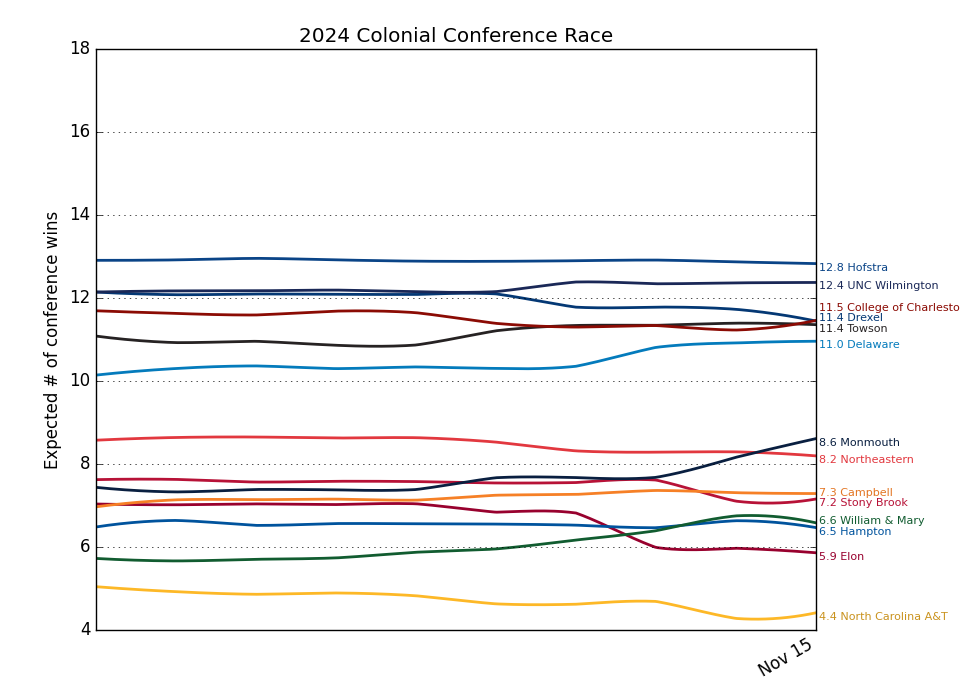 2024 Colonial Conference Race
Expected # of conference wins
18
16
14
12
10
8
6
4
12.8 Hofstra
12.4 UNC Wilmington
11.5 College of Charlesto
11.4 Drexel
11.4 Towson
11.0 Delaware
8.6 Monmouth
8.2 Northeastern
7.3 Campbell
7.2 Stony Brook
6.6 William & Mary
6.5 Hampton
5.9 Elon
4.4 North Carolina A&T
Nov 15